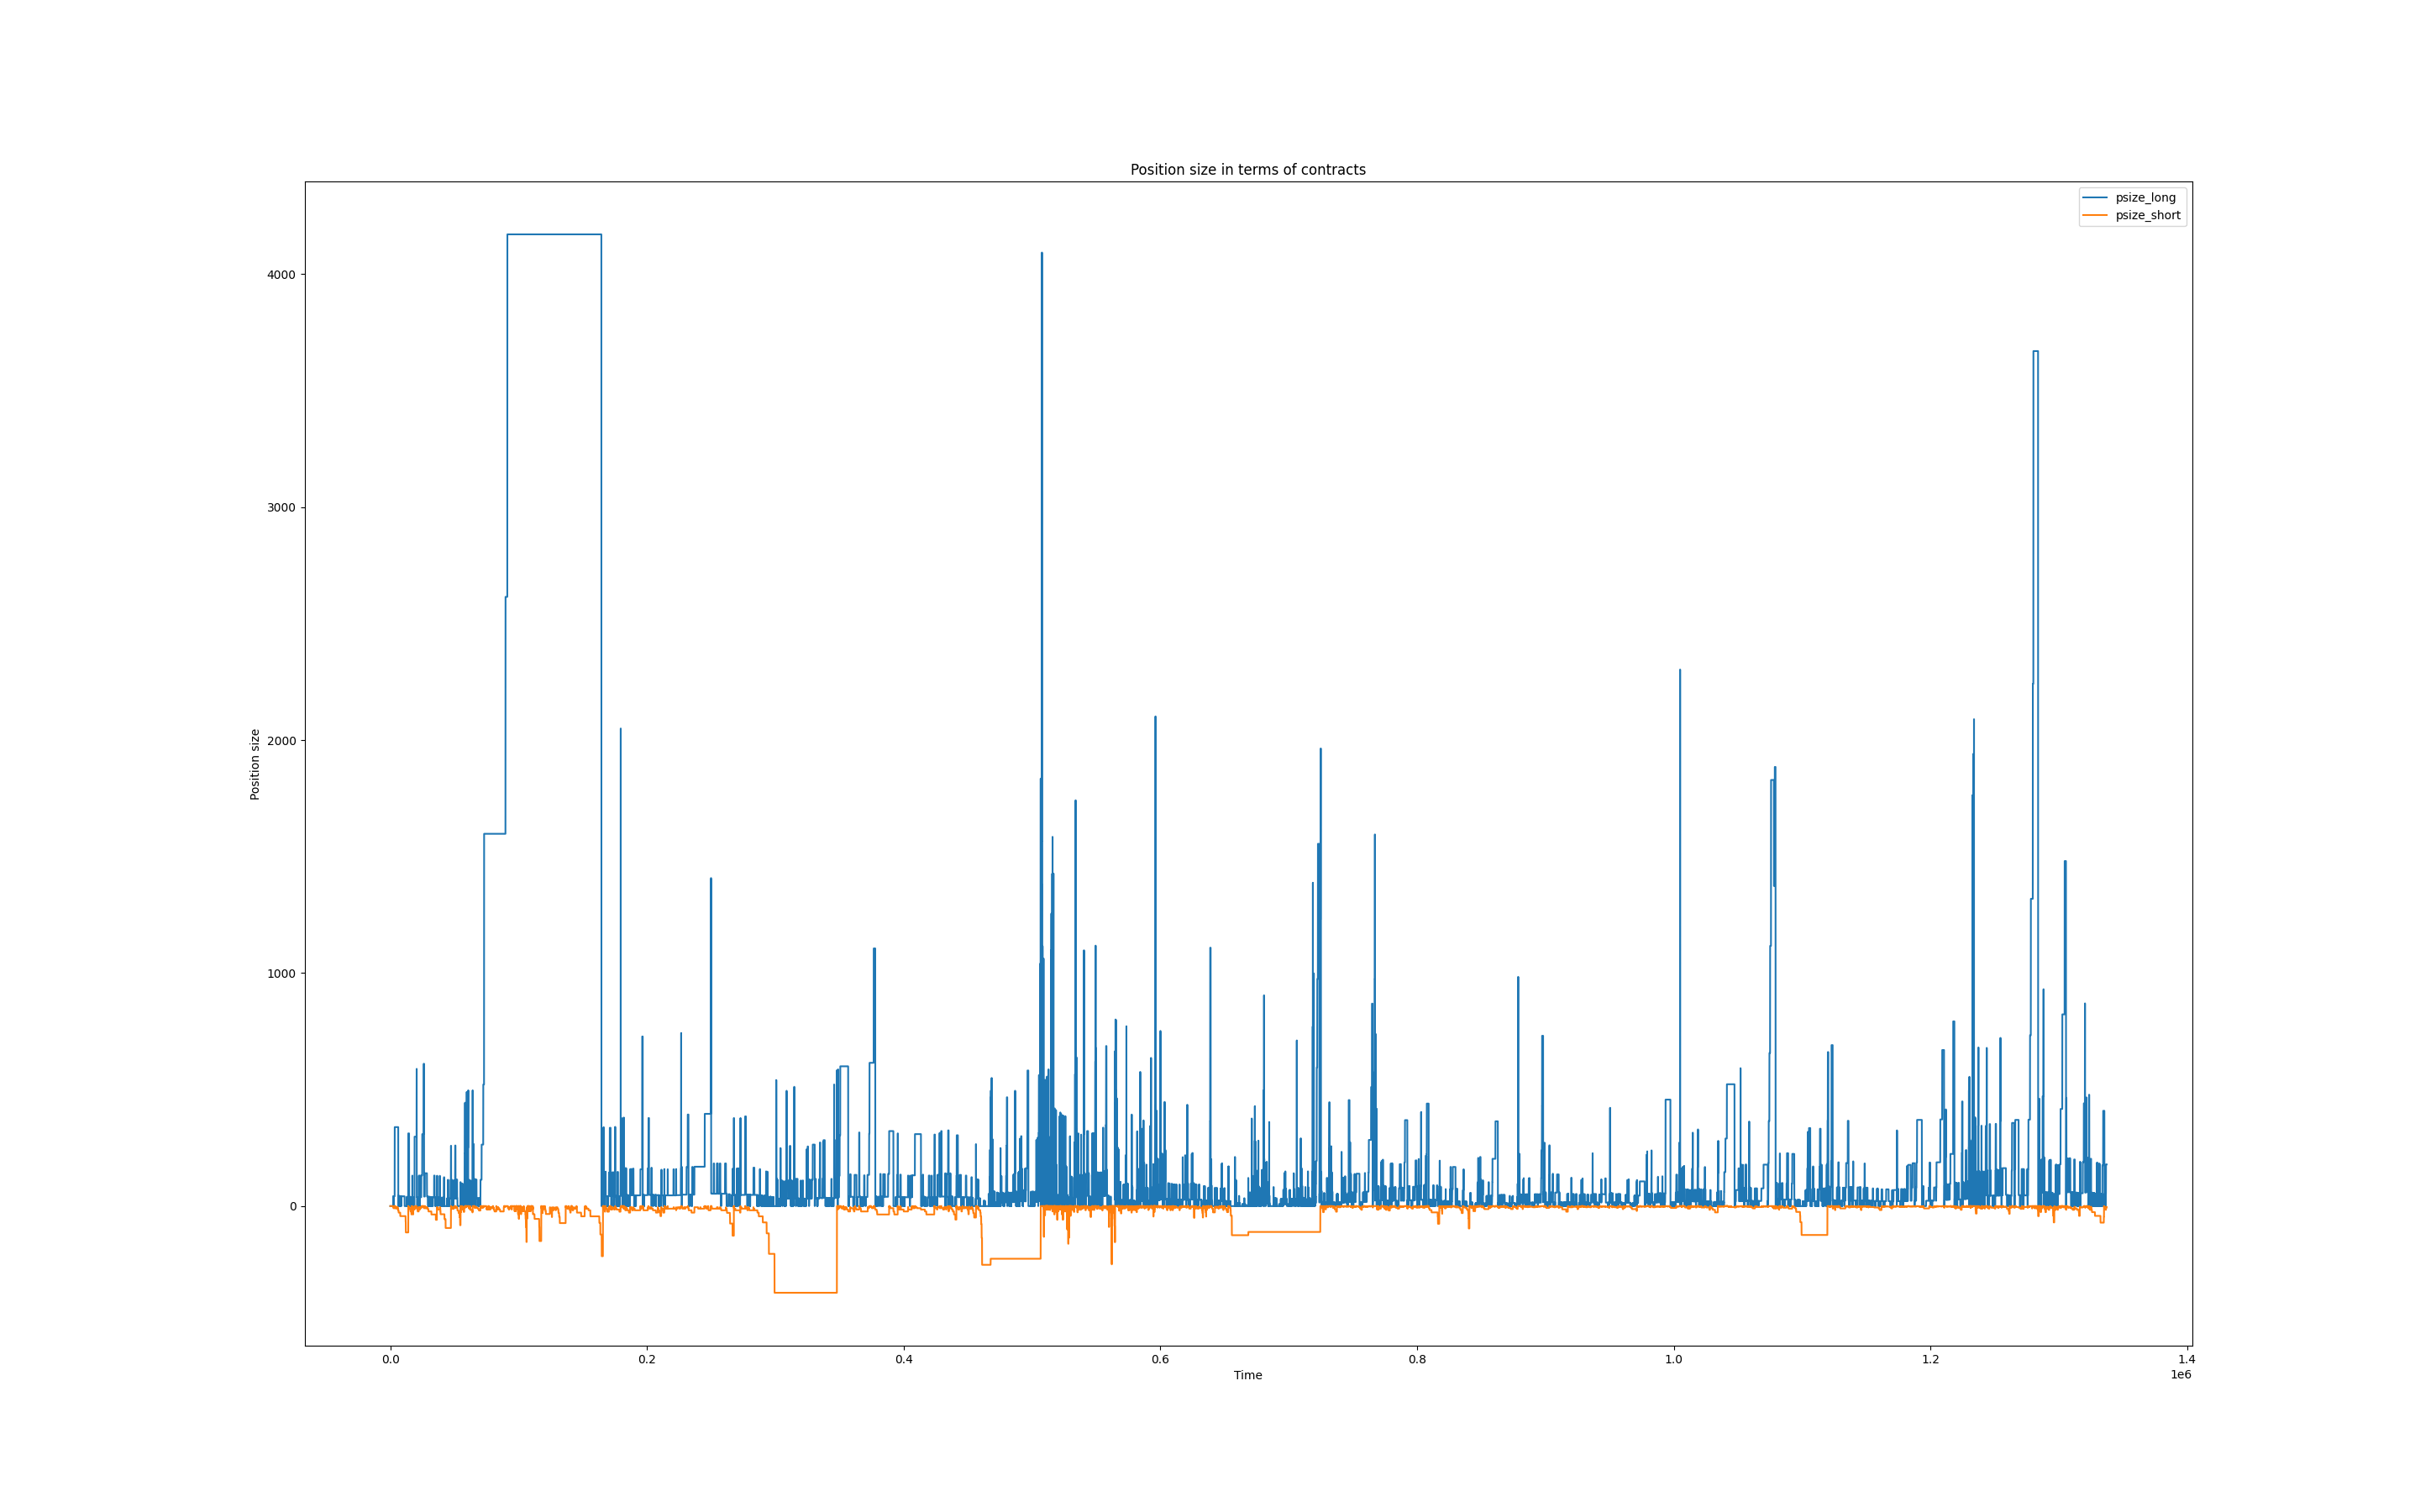 Position size in terms of contracts
psize_long
psize_short
4000
3000
2000
1000
0
Position size
0.0 0.2 0.4 0.6 0.8 1.0 1.2 1.4
Time
1e6